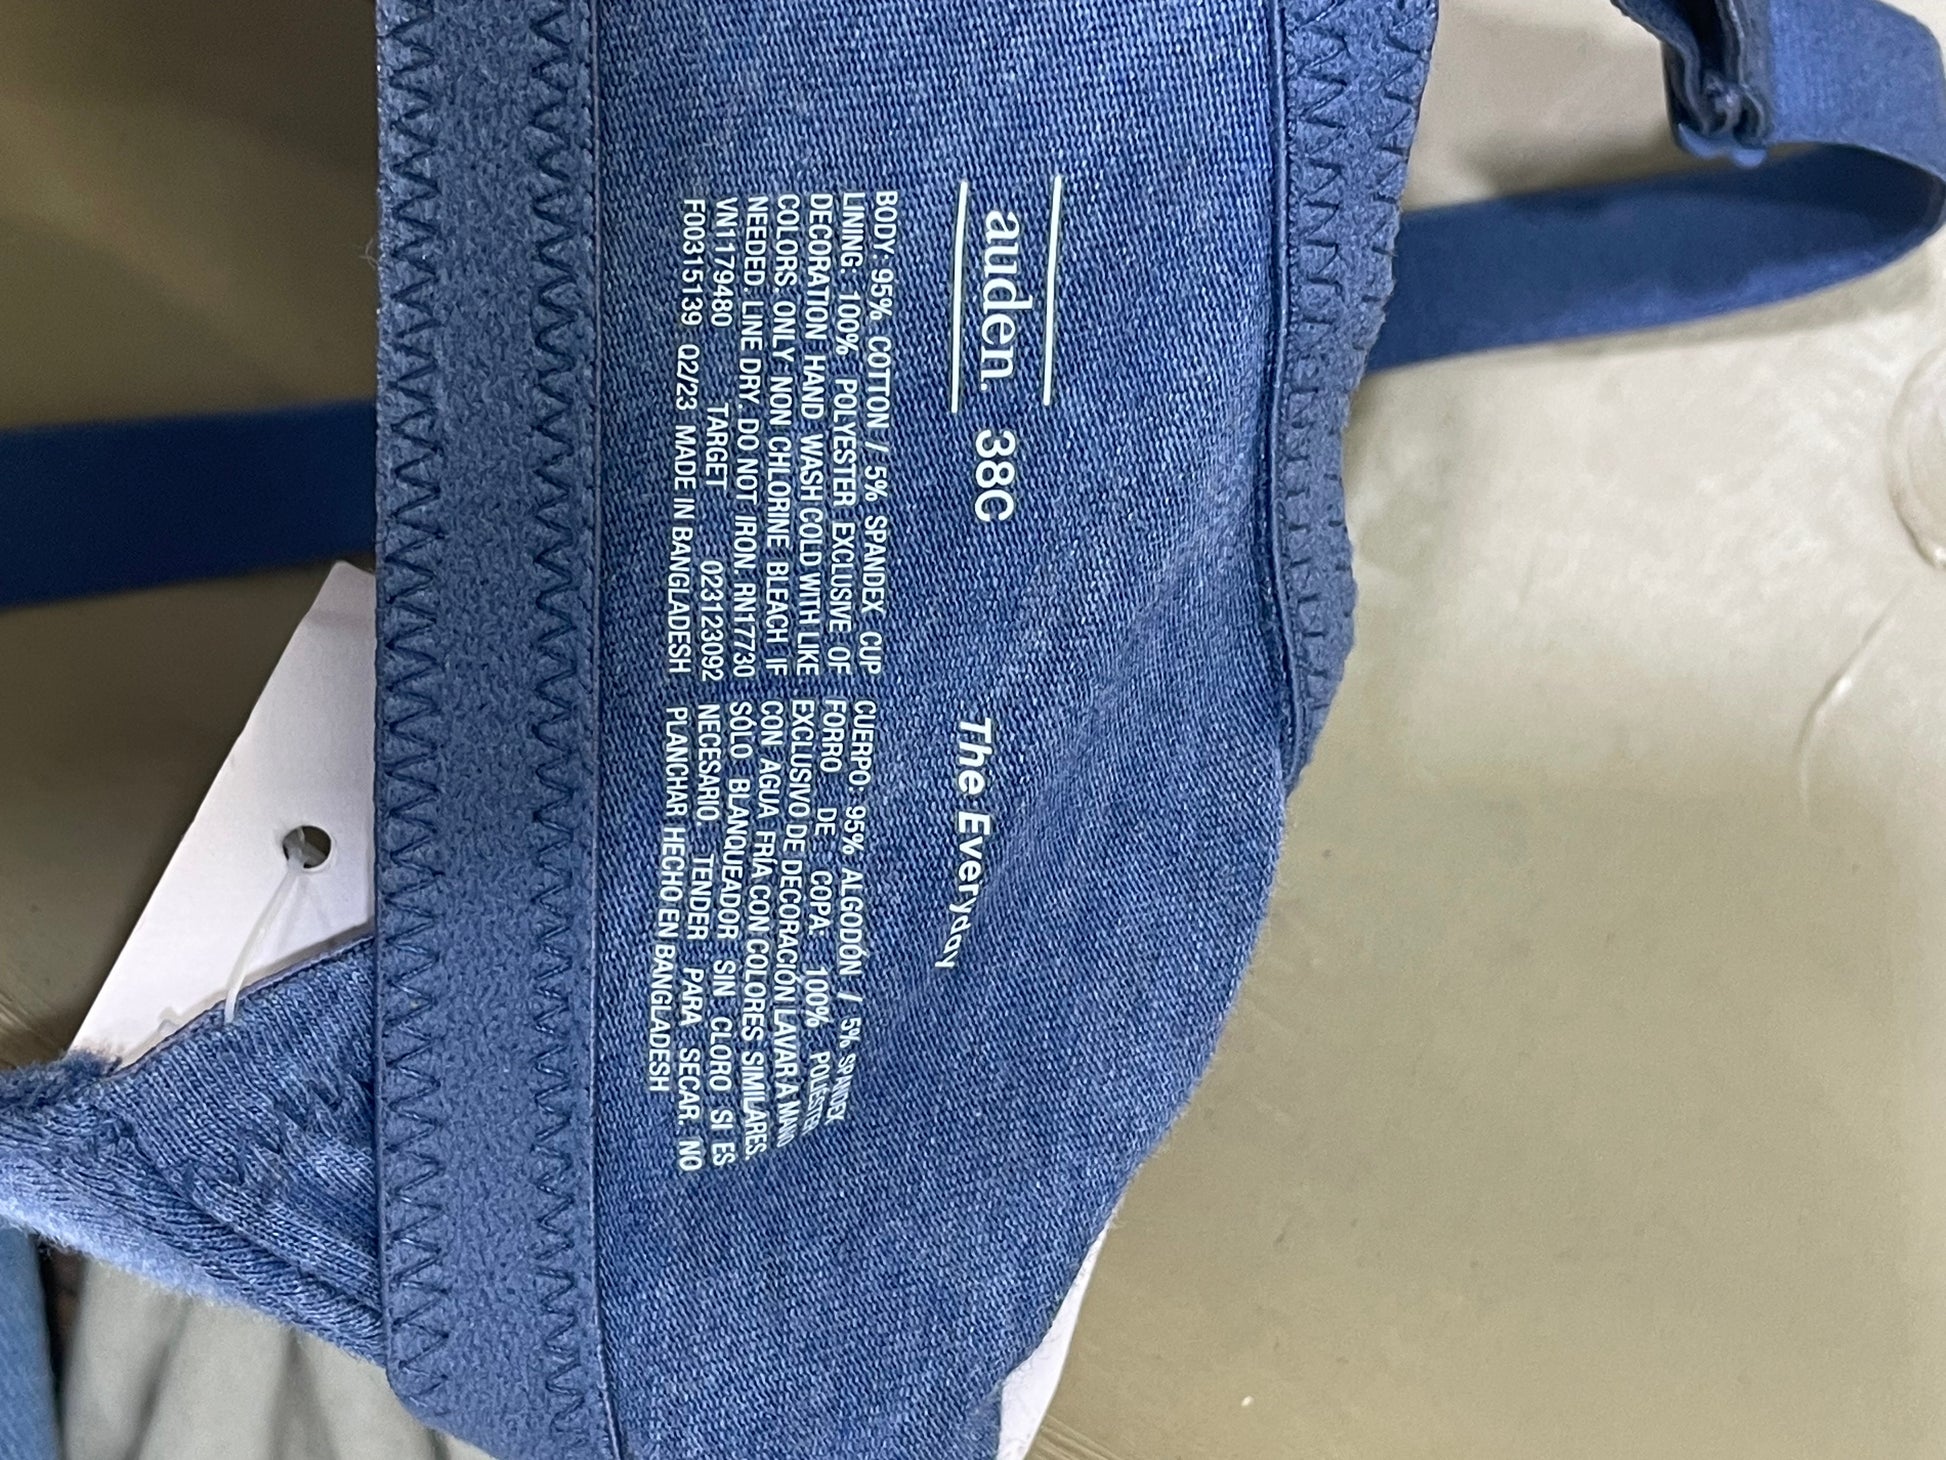 auden. 38C
The Everyday
BODY: 95% COTTON / 5% SPANDEX CUP
LINING: 100% POLYESTER EXCLUSIVE OF
DECORATION HAND WASH COLD WITH LIKE
COLORS. ONLY NON CHLORINE BLEACH IF
NEEDED. LINE DRY. DO NOT IRON. RN17730
VN1179480 TARGET 023123092
F00315139 Q2/23 MADE IN BANGLADESH
CUERPO: 95% ALGODÓN / 5% SPANDEX
FORRO DE COPA: 100% POLIÉSTER
EXCLUSIVO DE DECORACIÓN LAVAR A MANO
CON AGUA FRÍA CON COLORES SIMILARES.
SÓLO BLANQUEADOR SIN CLORO SI ES
NECESARIO. TENDER PARA SECAR. NO
PLANCHAR HECHO EN BANGLADESH